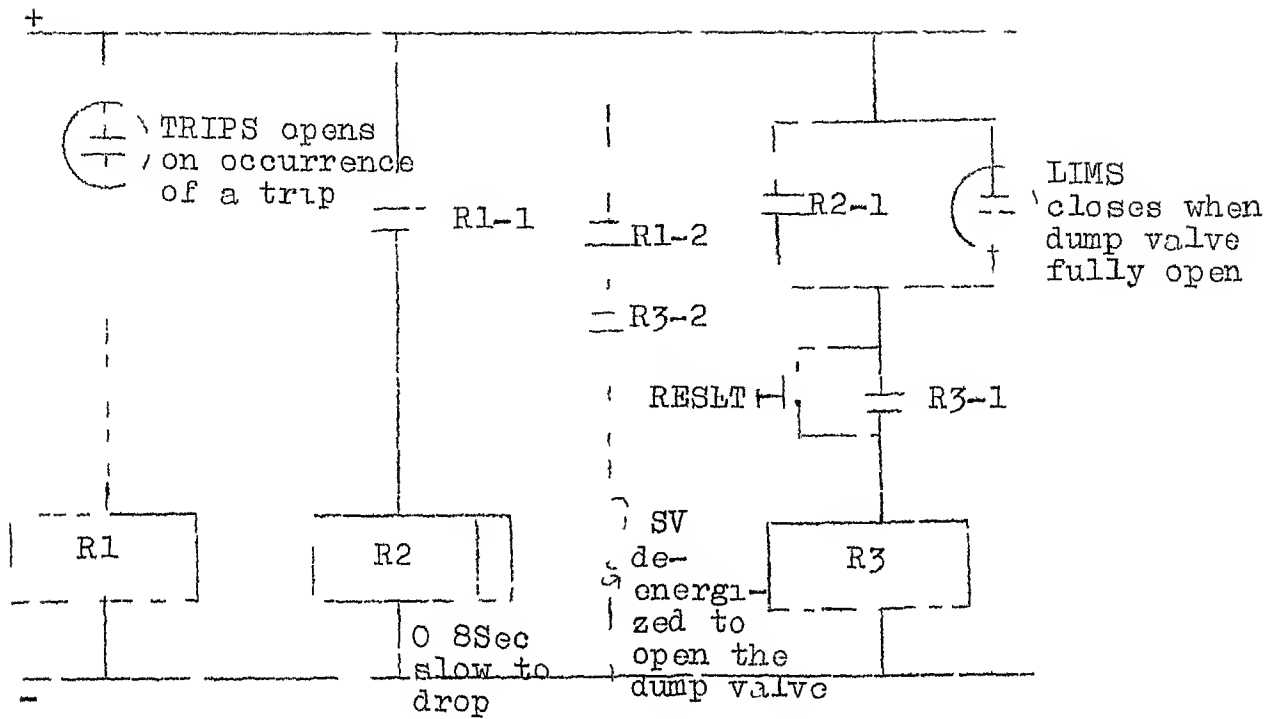 +
TRIPS opens
on occurrence
of a trip
R1-1
R1-2
R3-2
R2-1
LIMS
closes when
dump valve
fully open
RESLT
R3-1
R1
R2
0 8Sec
slow to
drop
SV
de-
energi-
zed to
open the
dump valve
R3
-